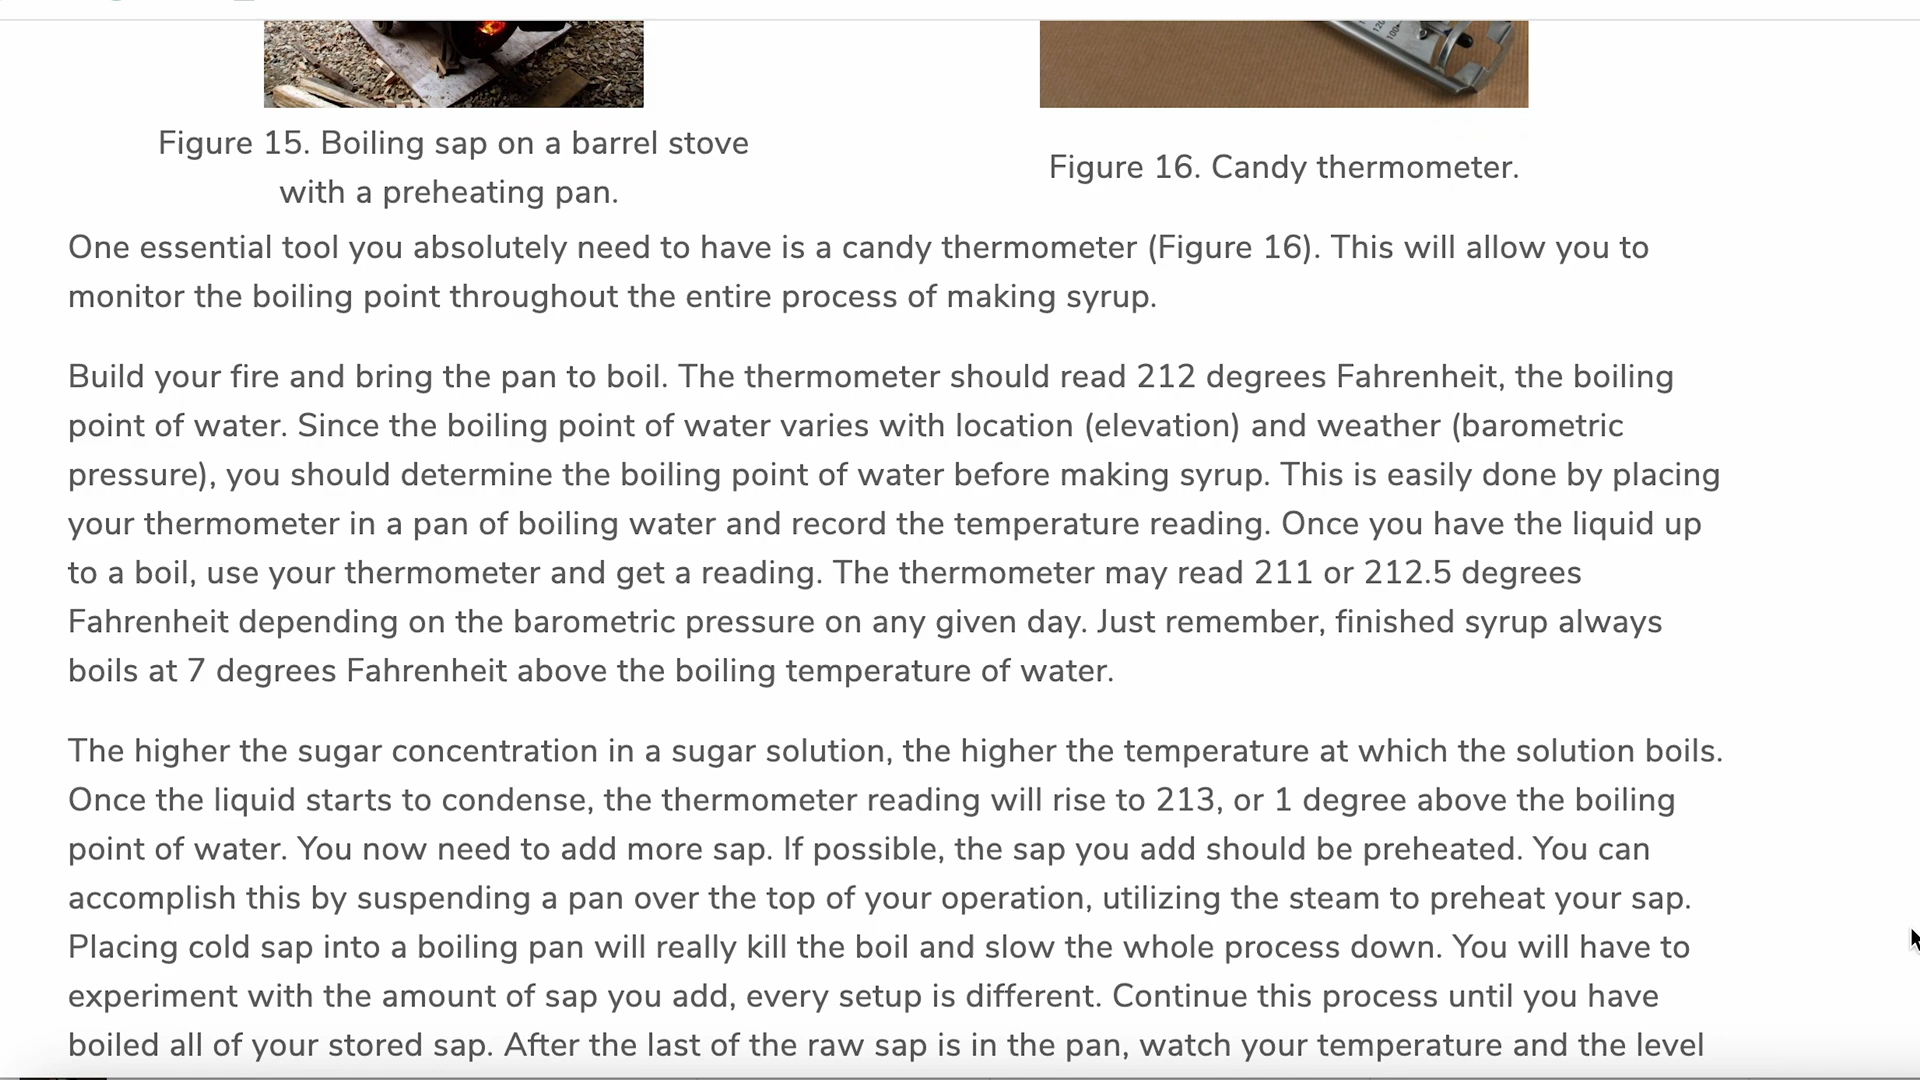 Figure 15. Boiling sap on a barrel stove
with a preheating pan.
Figure 16. Candy thermometer.
One essential tool you absolutely need to have is a candy thermometer (Figure 16). This will allow you to
monitor the boiling point throughout the entire process of making syrup.
Build your fire and bring the pan to boil. The thermometer should read 212 degrees Fahrenheit, the boiling
point of water. Since the boiling point of water varies with location (elevation) and weather (barometric
pressure), you should determine the boiling point of water before making syrup. This is easily done by placing
your thermometer in a pan of boiling water and record the temperature reading. Once you have the liquid up
to a boil, use your thermometer and get a reading. The thermometer may read 211 or 212.5 degrees
Fahrenheit depending on the barometric pressure on any given day. Just remember, finished syrup always
boils at 7 degrees Fahrenheit above the boiling temperature of water.
The higher the sugar concentration in a sugar solution, the higher the temperature at which the solution boils.
Once the liquid starts to condense, the thermometer reading will rise to 213, or 1 degree above the boiling
point of water. You now need to add more sap. If possible, the sap you add should be preheated. You can
accomplish this by suspending a pan over the top of your operation, utilizing the steam to preheat your sap.
Placing cold sap into a boiling pan will really kill the boil and slow the whole process down. You will have to
experiment with the amount of sap you add, every setup is different. Continue this process until you have
boiled all of your stored sap. After the last of the raw sap is in the pan, watch your temperature and the level